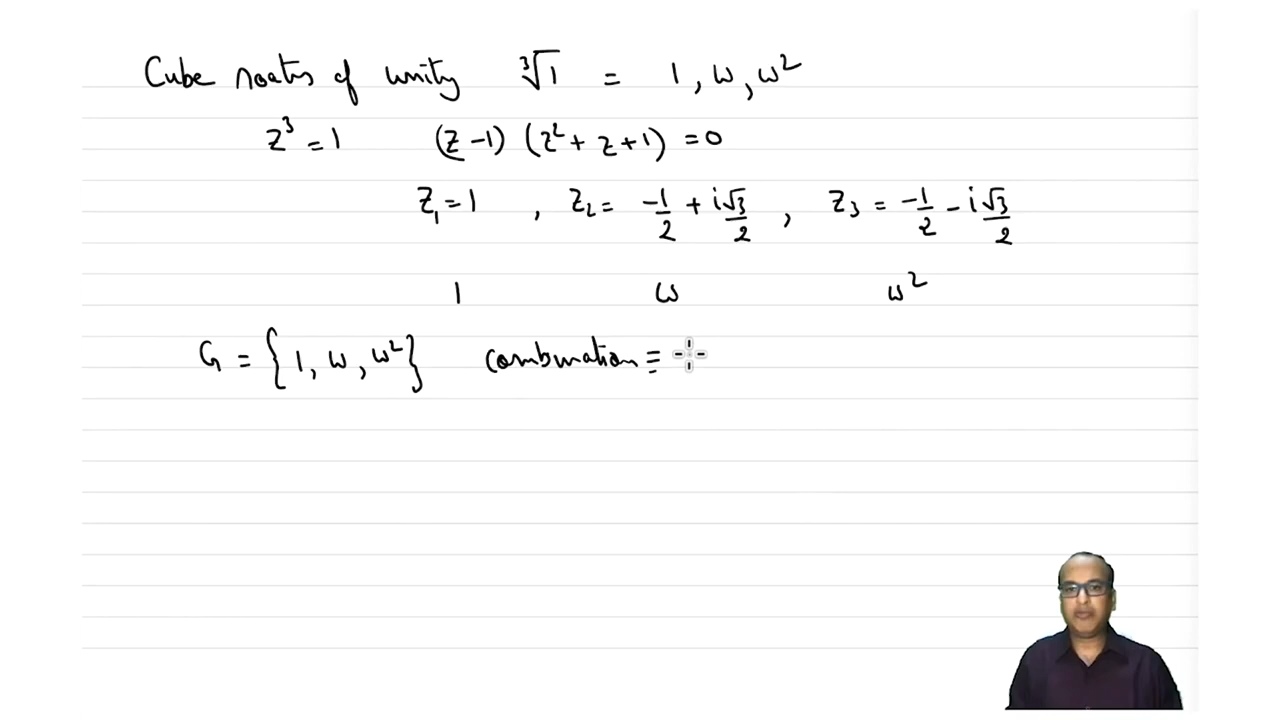 Cube roots of unity ∛1 = 1, ω, ω²
z³ = 1 (z-1) (z² + z + 1) = 0
z₁ = 1 , z₂ = -1/2 + i√3/2 , z₃ = -1/2 - i√3/2
1 ω ω²
G = {1, ω, ω²} combination ≡